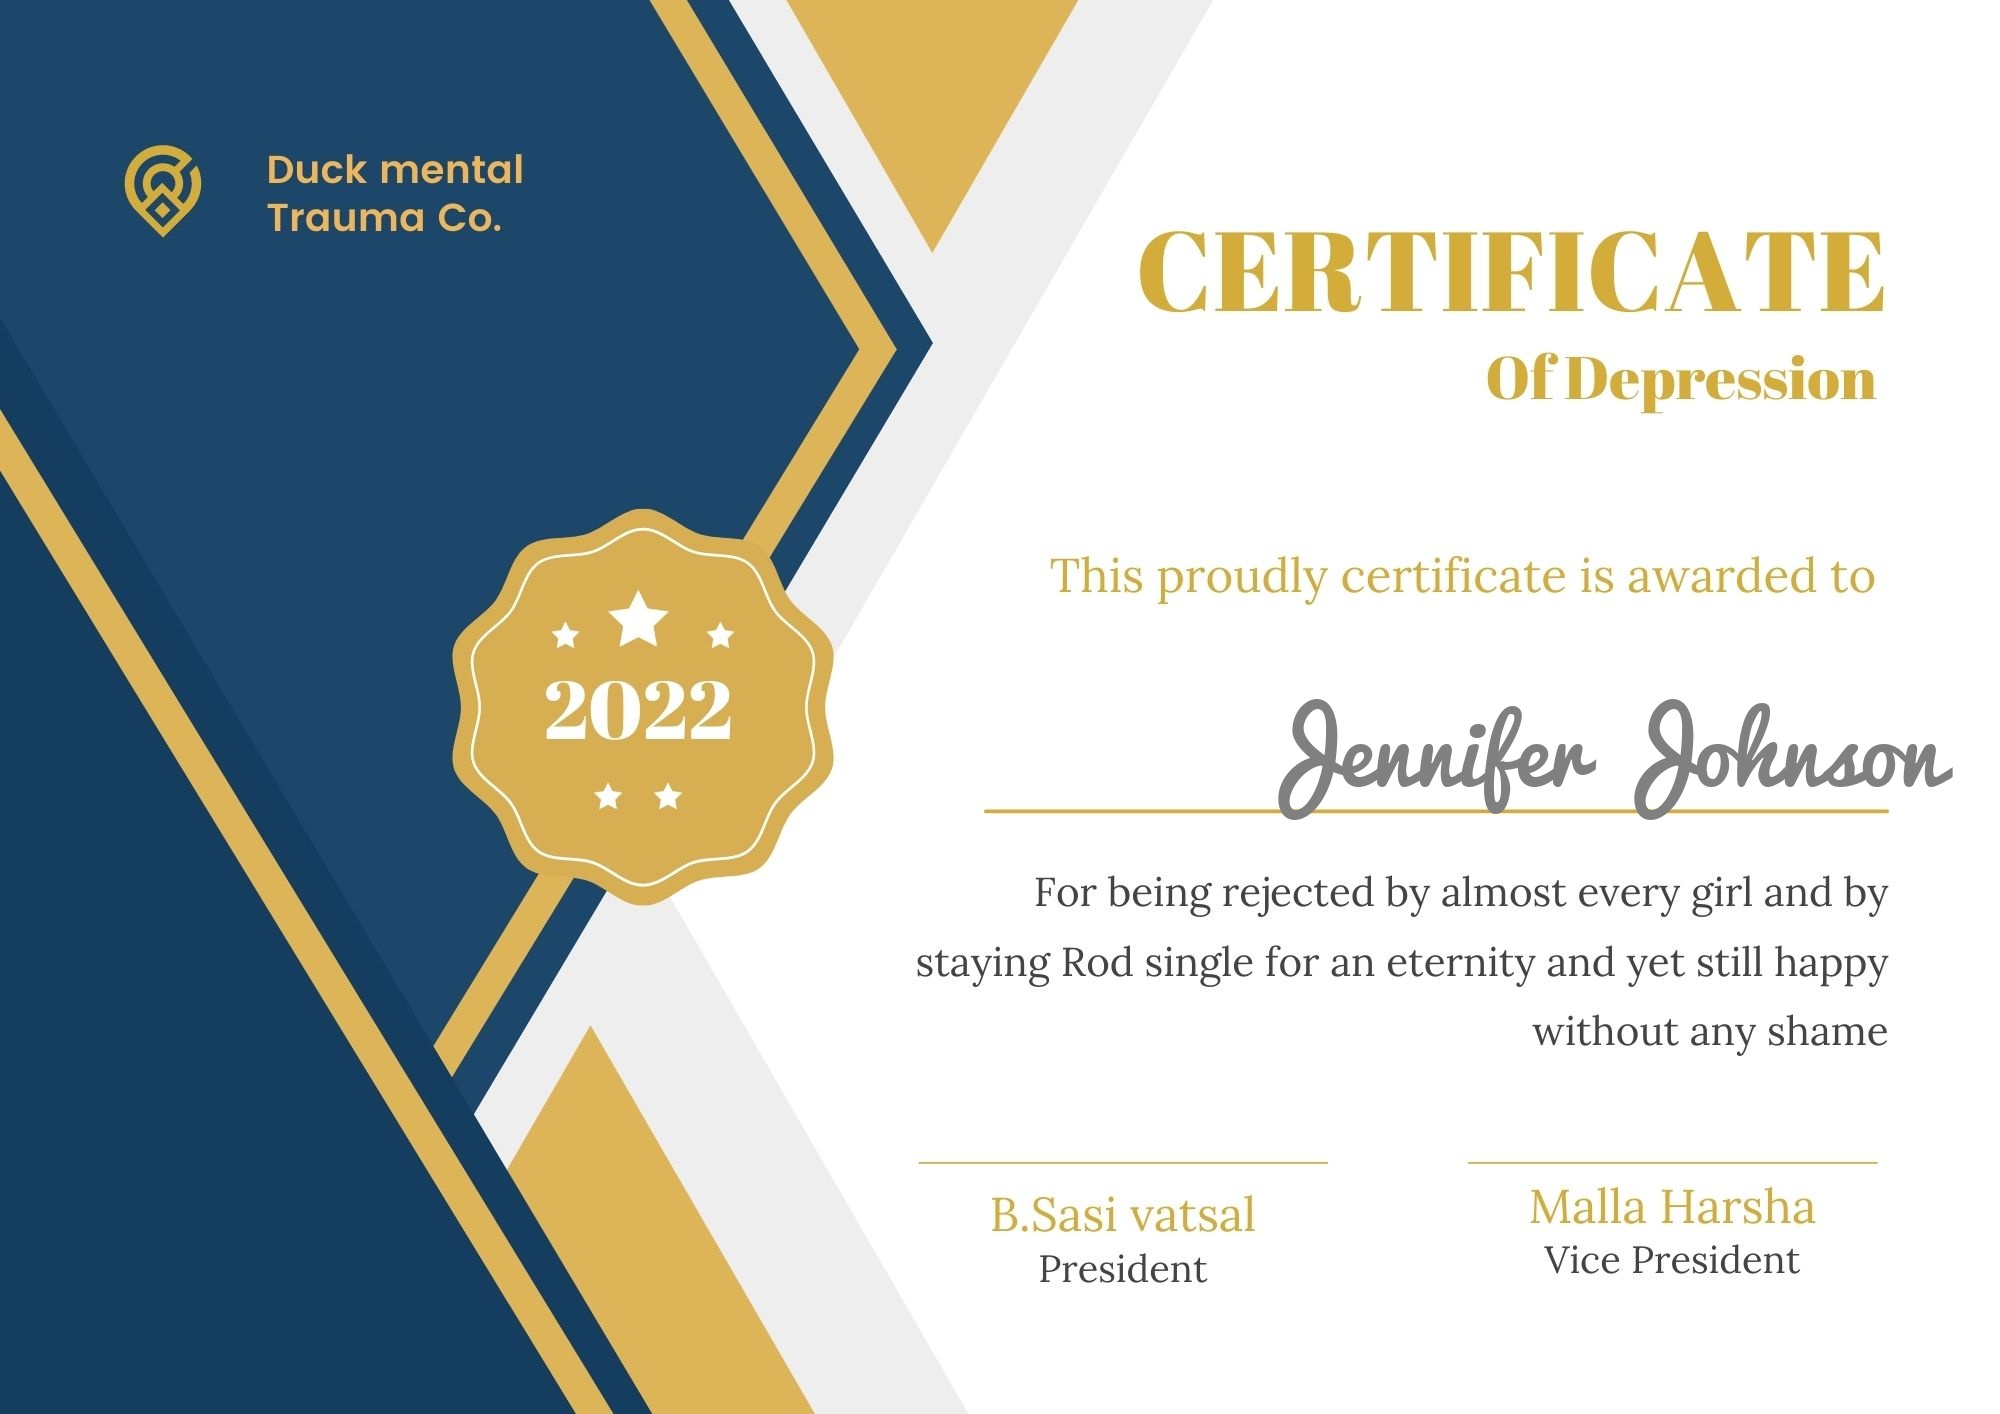 Duck mental
Trauma Co.
CERTIFICATE
Of Depression
This proudly certificate is awarded to
Jennifer Johnson
For being rejected by almost every girl and by
staying Rod single for an eternity and yet still happy
without any shame
2022
B.Sasi vatsal
President
Malla Harsha
Vice President